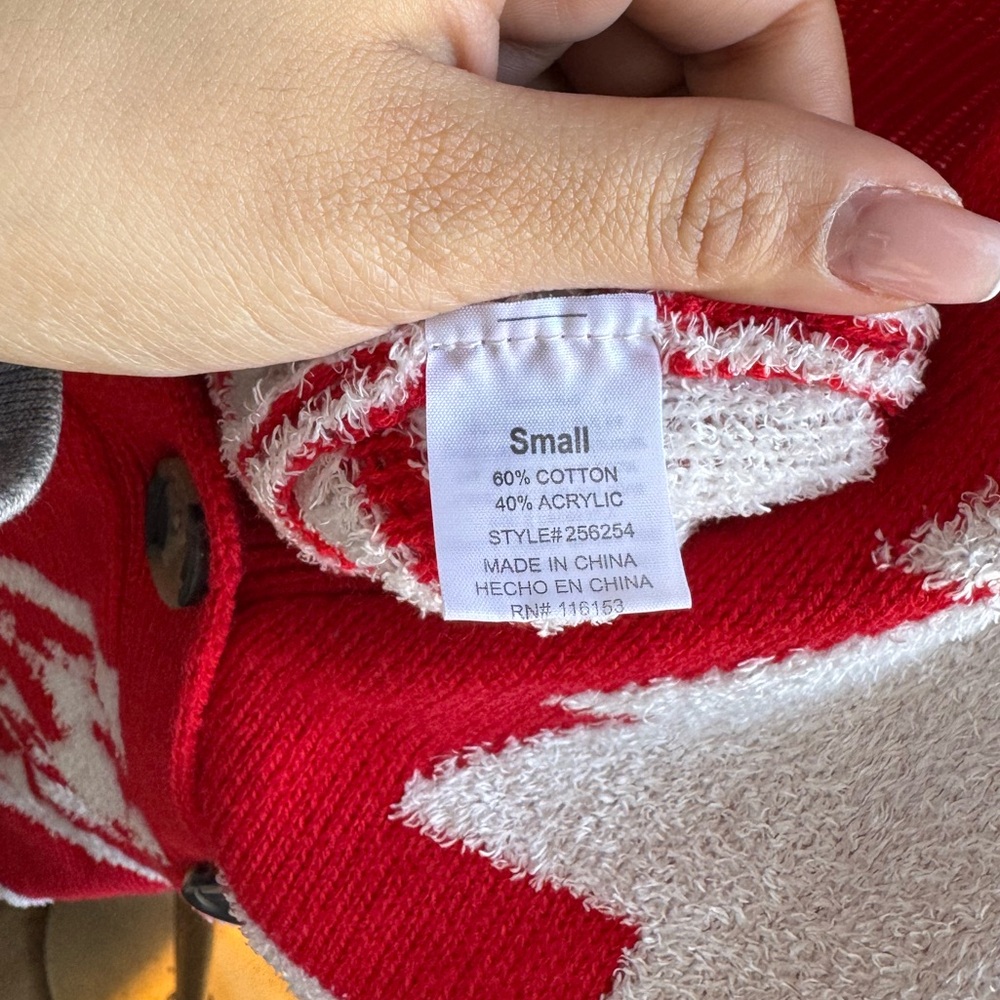 Small
60% COTTON
40% ACRYLIC
STYLE#256254
MADE IN CHINA
HECHO EN CHINA
RN# 116153